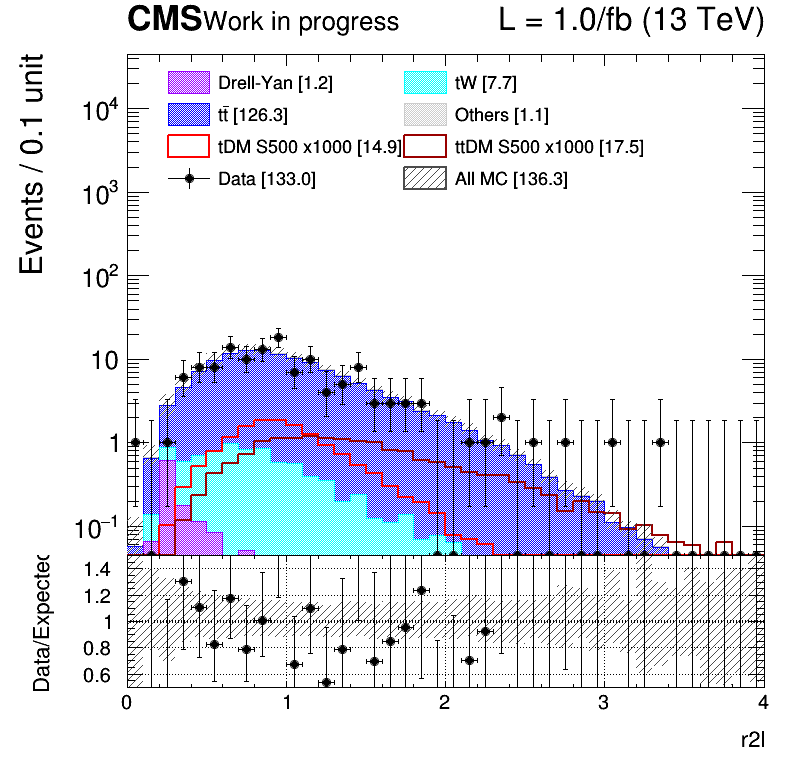 CMS Work in progress L = 1.0/fb (13 TeV)
Events / 0.1 unit
Drell-Yan [1.2] tW [7.7]
tt̄ [126.3] Others [1.1]
tDM S500 x1000 [14.9] ttDM S500 x1000 [17.5]
Data [133.0] All MC [136.3]
10⁴
10³
10²
10
1
10⁻¹
Data/Expected
1.4
1.2
1
0.8
0.6
0 1 2 3 4
r2l